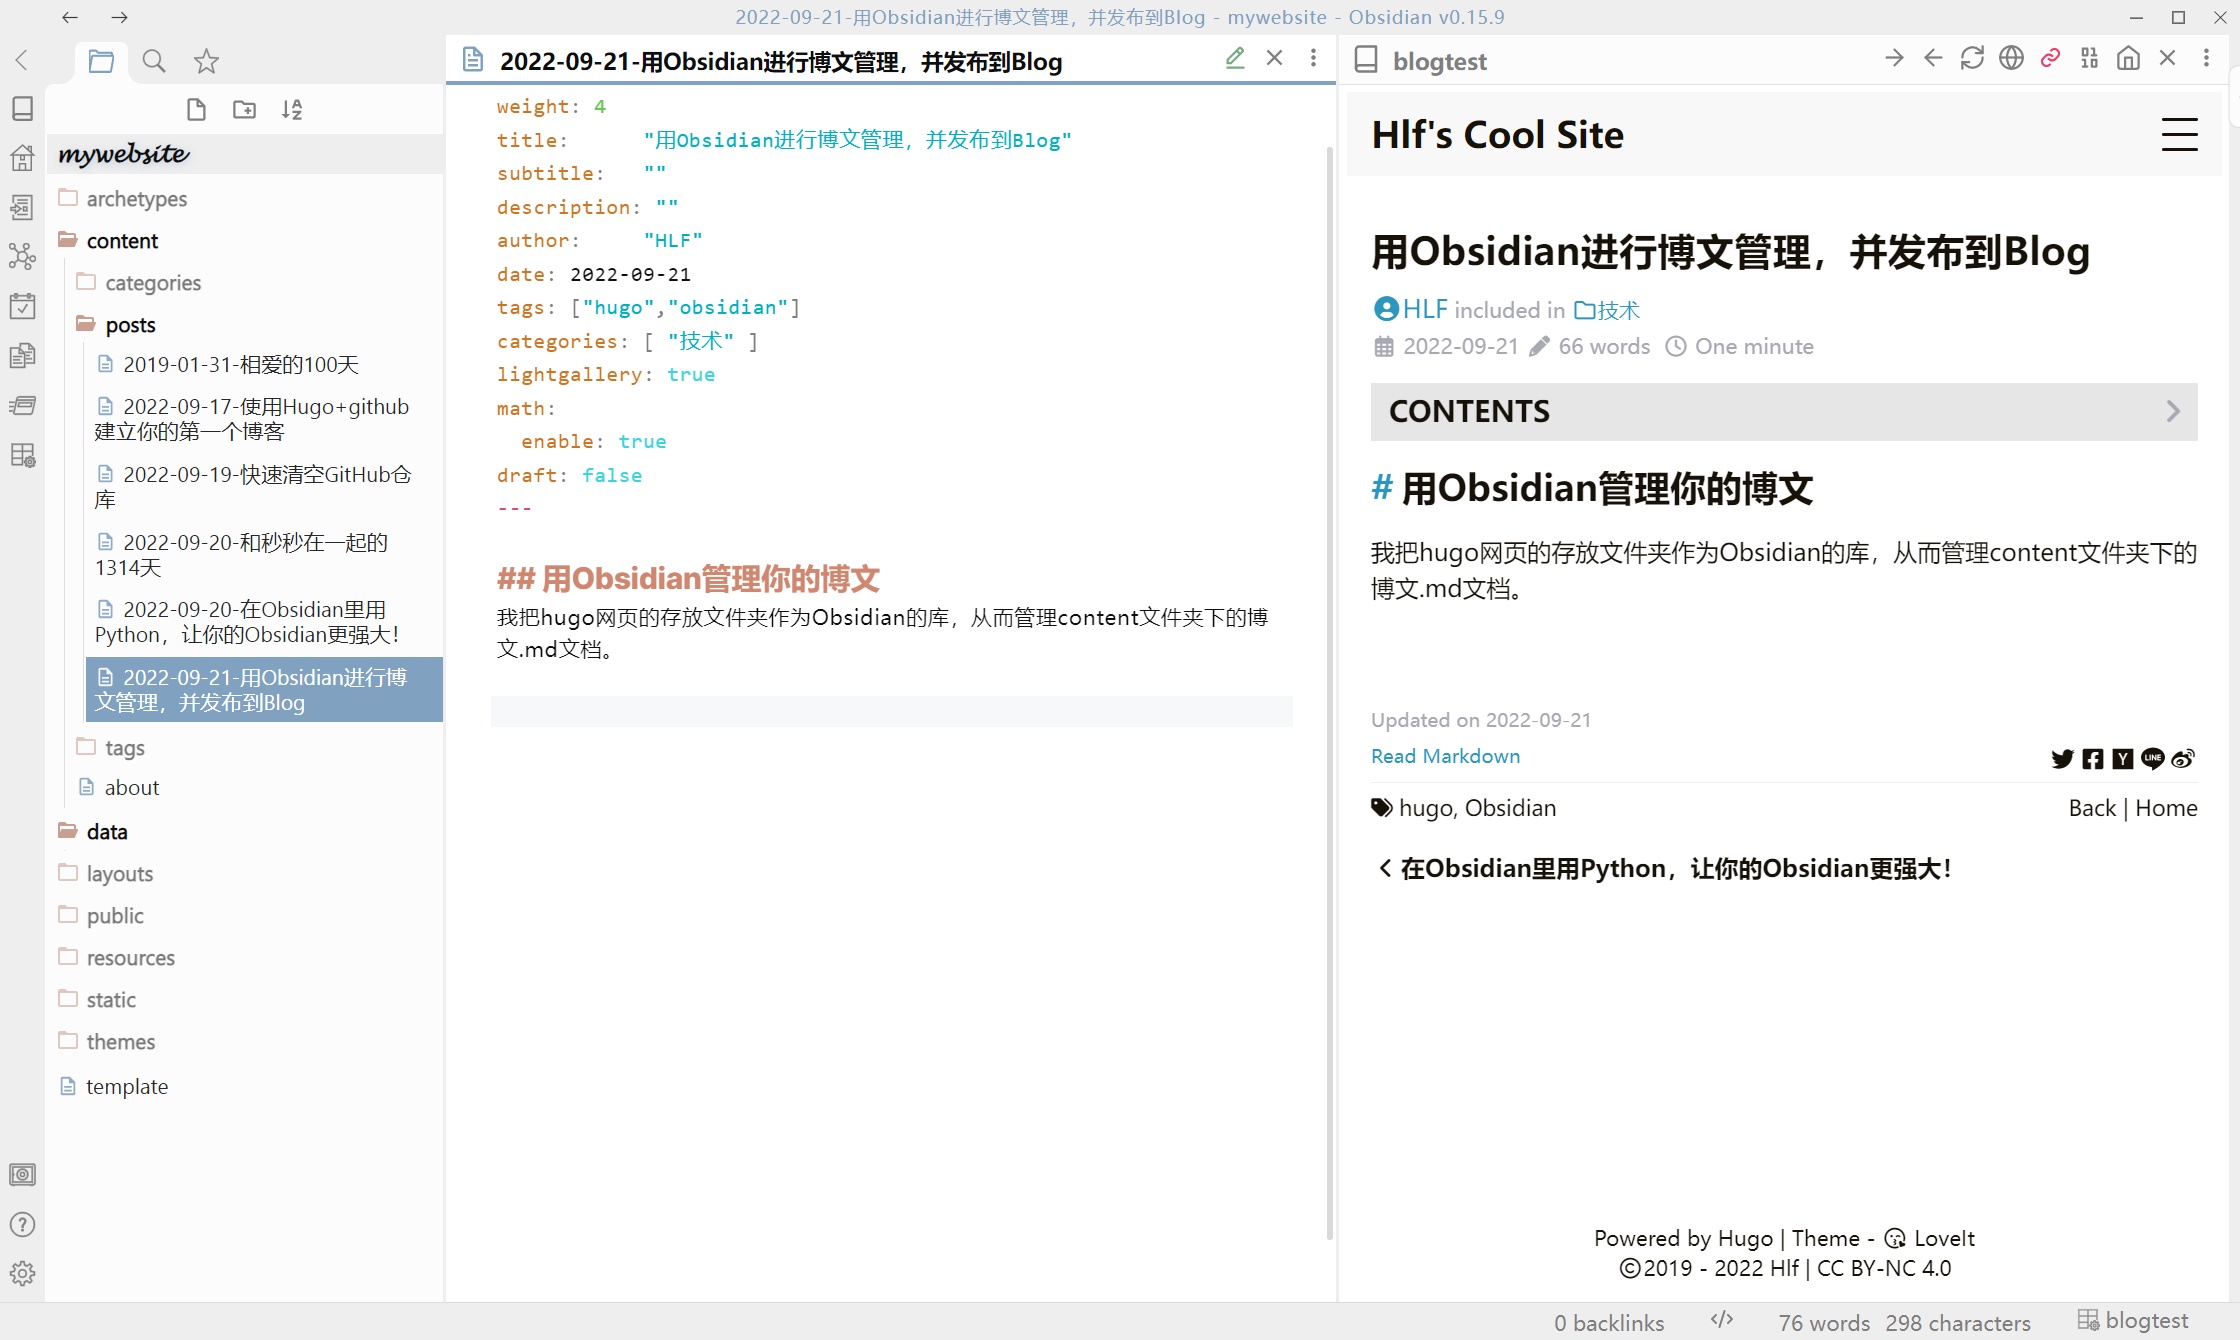 2022-09-21-用Obsidian进行博文管理，并发布到Blog - mywebsite - Obsidian v0.15.9
mywebsite
archetypes
content
categories
posts
2019-01-31-相爱的100天
2022-09-17-使用Hugo+github
建立你的第一个博客
2022-09-19-快速清空GitHub仓
库
2022-09-20-和秒秒在一起的
1314天
2022-09-20-在Obsidian里用
Python，让你的Obsidian更强大！
2022-09-21-用Obsidian进行博
文管理，并发布到Blog
tags
about
data
layouts
public
resources
static
themes
template
2022-09-21-用Obsidian进行博文管理，并发布到Blog
weight: 4
title: "用Obsidian进行博文管理，并发布到Blog"
subtitle: ""
description: ""
author: "HLF"
date: 2022-09-21
tags: ["hugo","obsidian"]
categories: [ "技术" ]
lightgallery: true
math:
enable: true
draft: false
---
## 用Obsidian管理你的博文
我把hugo网页的存放文件夹作为Obsidian的库，从而管理content文件夹下的博
文.md文档。
blogtest
Hlf's Cool Site
用Obsidian进行博文管理，并发布到Blog
HLF included in 技术
2022-09-21 66 words One minute
CONTENTS
# 用Obsidian管理你的博文
我把hugo网页的存放文件夹作为Obsidian的库，从而管理content文件夹下的
博文.md文档。
Updated on 2022-09-21
Read Markdown
hugo, Obsidian Back | Home
在Obsidian里用Python，让你的Obsidian更强大！
Powered by Hugo | Theme - LoveIt
©2019 - 2022 Hlf | CC BY-NC 4.0
0 backlinks </> 76 words 298 characters blogtest